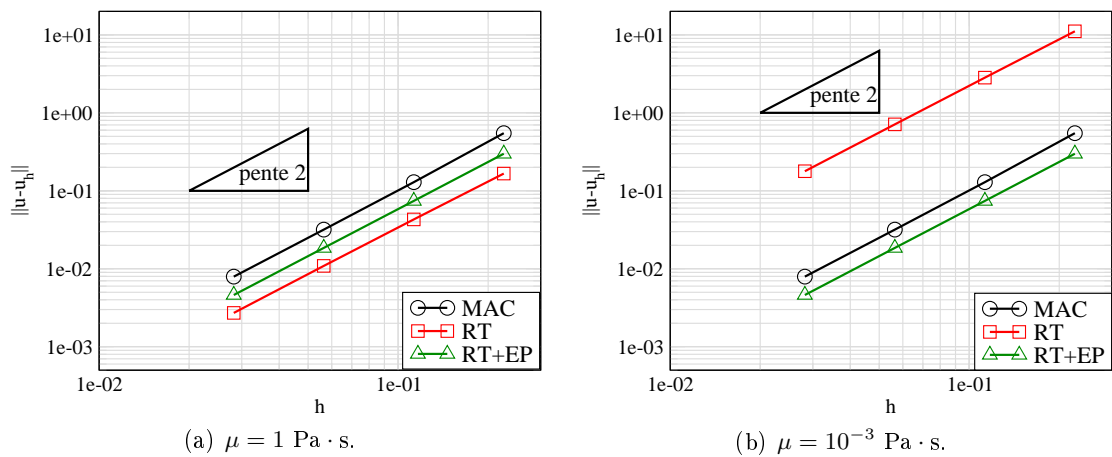 1e+01
1e+00
1e-01
1e-02
1e-03
||u-u_h||
pente 2
MAC
RT
RT+EP
1e-02
1e-01
h
(a) μ = 1 Pa · s.
1e+01
1e+00
1e-01
1e-02
1e-03
||u-u_h||
pente 2
MAC
RT
RT+EP
1e-02
1e-01
h
(b) μ = 10⁻³ Pa · s.